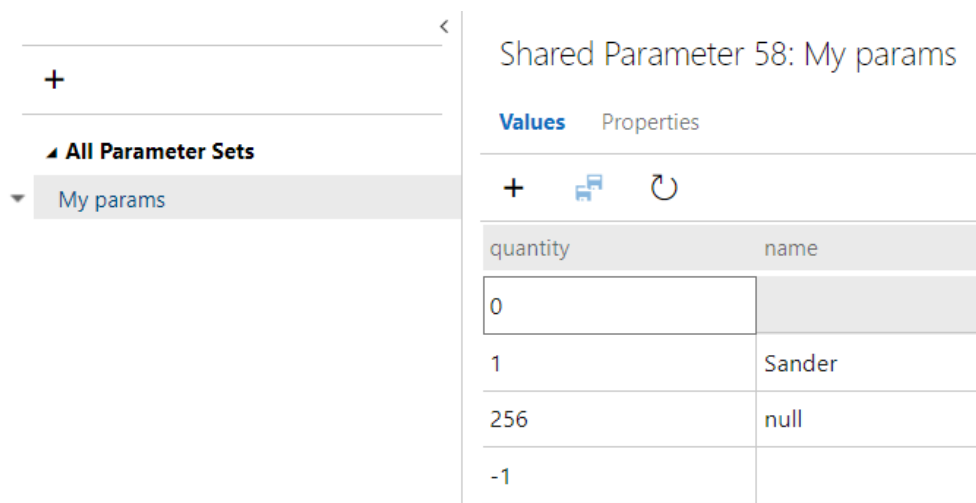 All Parameter Sets
My params
Shared Parameter 58: My params
Values Properties
quantity name
0
1 Sander
256 null
-1